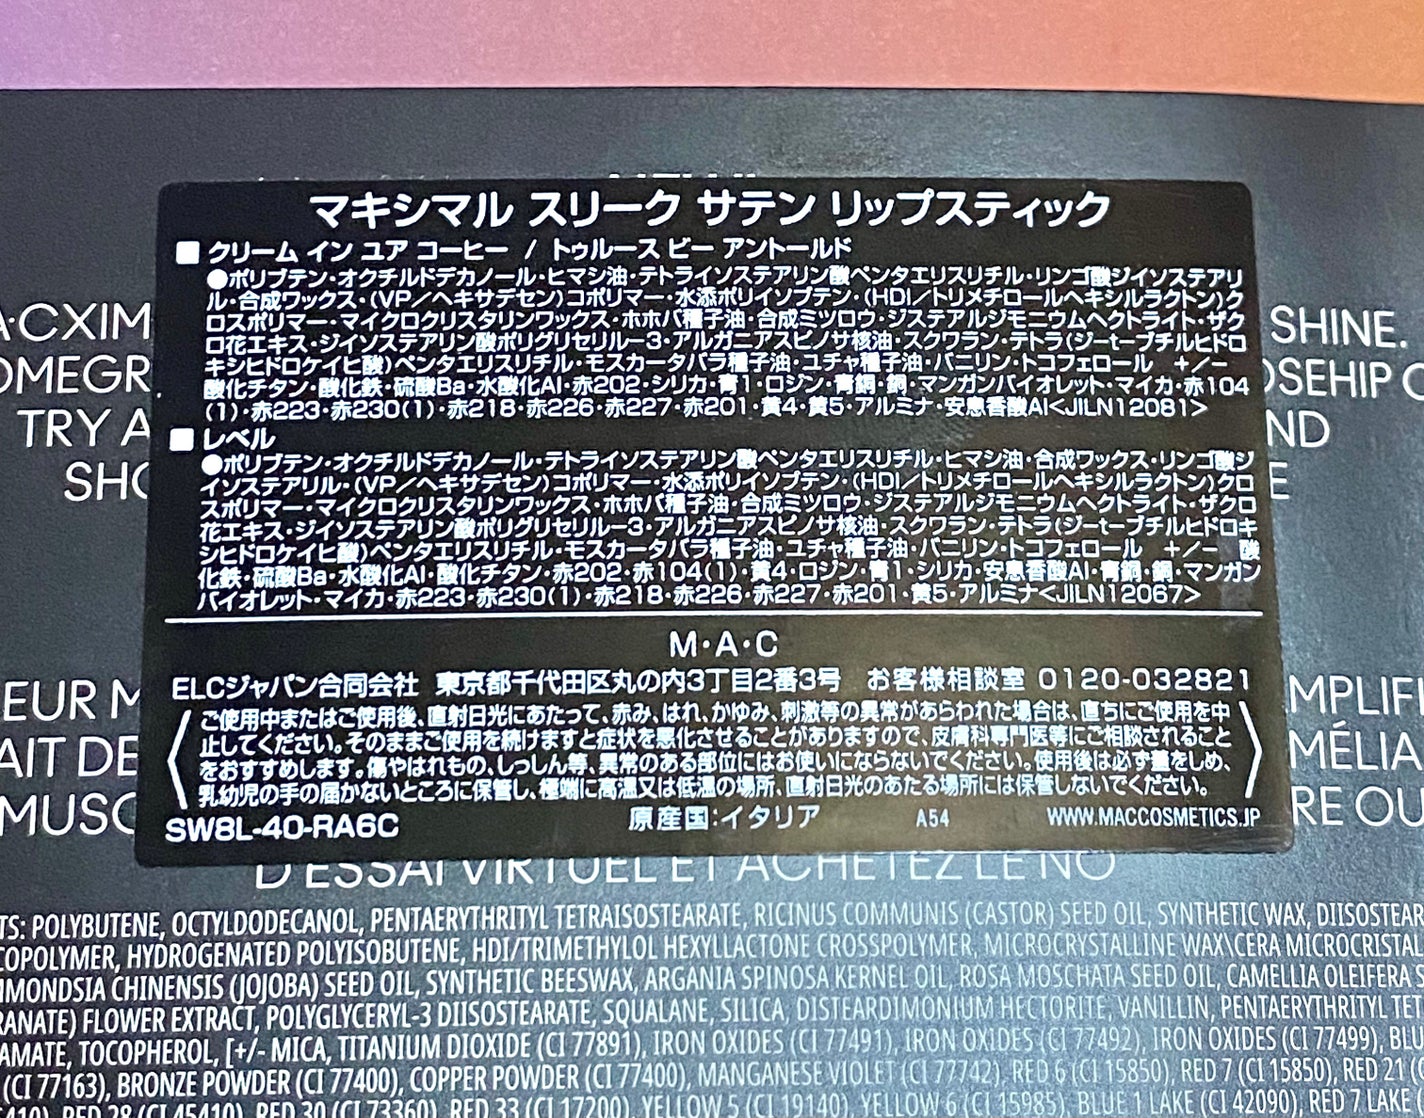 マキシマル スリーク サテン リップスティック
■ クリーム イン ユア コーヒー / トゥルース ビー アントールド
●ポリブテン・オクチルドデカノール・ヒマシ油・テトライソステアリン酸ペンタエリスリチル・リンゴ酸ジイソステアリ
ル・合成ワックス・(VP/ヘキサデセン)コポリマー・水添ポリイソブテン・(HDI/トリメチロールヘキシルラクトン)ク
ロスポリマー・マイクロクリスタリンワックス・ホホバ種子油・合成ミツロウ・ジステアルジモニウムヘクトライト・ザク
ロ花エキス・ジイソステアリン酸ポリグリセリルー3・アルガニアスピノサ核油・スクワラン・テトラ(ジーtーブチルヒドロ
キシヒドロケイヒ酸)ペンタエリスリチル・モスカータバラ種子油・ユチャ種子油・バニリン・トコフェロール +/−
酸化チタン・酸化鉄・硫酸Ba・水酸化Al・赤202・シリカ・青1・ロジン・青銅・銅・マンガンバイオレット・マイカ・赤104
(1)・赤223・赤230(1)・赤218・赤226・赤227・赤201・黄4・黄5・アルミナ・安息香酸Al<JILN12081>
■ レベル
●ポリブテン・オクチルドデカノール・テトライソステアリン酸ペンタエリスリチル・ヒマシ油・合成ワックス・リンゴ酸ジ
イソステアリル・(VP/ヘキサデセン)コポリマー・水添ポリイソブテン・(HDI/トリメチロールヘキシルラクトン)クロ
スポリマー・マイクロクリスタリンワックス・ホホバ種子油・合成ミツロウ・ジステアルジモニウムヘクトライト・ザクロ
花エキス・ジイソステアリン酸ポリグリセリルー3・アルガニアスピノサ核油・スクワラン・テトラ(ジーtーブチルヒドロキ
シヒドロケイヒ酸)ペンタエリスリチル・モスカータバラ種子油・ユチャ種子油・バニリン・トコフェロール +/− 酸
化鉄・硫酸Ba・水酸化Al・酸化チタン・赤202・赤104(1)・黄4・ロジン・青1・シリカ・安息香酸Al・青銅・銅・マンガン
バイオレット・マイカ・赤223・赤230(1)・赤218・赤226・赤227・赤201・黄5・アルミナ<JILN12067>
M・A・C
ELCジャパン合同会社 東京都千代田区丸の内3丁目2番3号 お客様相談室 0120-032821
ご使用中またはご使用後、直射日光にあたって、赤み、はれ、かゆみ、刺激等の異常があらわれた場合は、直ちにご使用を中
止してください。そのままご使用を続けますと症状を悪化させることがありますので、皮膚科専門医等にご相談されること
をおすすめします。傷やはれもの、しっしん等、異常のある部位にはお使いにならないでください。使用後は必ず蓋をしめ、
乳幼児の手の届かないところに保管し、極端に高温又は低温の場所、直射日光のあたる場所には保管しないでください。
SW8L-40-RA6C 原産国:イタリア A54 WWW.MACCOSMETICS.JP
A·CXIM SHINE.
OMEGR OSEHIP
TRY A ND
SHO E
EUR M MPLIFI
AIT DE MÉLIA
MUSC RE OU
D'ESSAI VIRTUEL ET ACHETEZ LE NO
TS: POLYBUTENE, OCTYLDODECANOL, PENTAERYTHRITYL TETRAISOSTEARATE, RICINUS COMMUNIS (CASTOR) SEED OIL, SYNTHETIC WAX, DIISOSTEAR
COPOLYMER, HYDROGENATED POLYISOBUTENE, HDI/TRIMETHYLOL HEXYLLACTONE CROSSPOLYMER, MICROCRYSTALLINE WAX\CERA MICROCRISTAL
MMONDSIA CHINENSIS (JOJOBA) SEED OIL, SYNTHETIC BEESWAX, ARGANIA SPINOSA KERNEL OIL, ROSA MOSCHATA SEED OIL, CAMELLIA OLEIFERA S
RANATE) FLOWER EXTRACT, POLYGLYCERYL-3 DIISOSTEARATE, SQUALANE, SILICA, DISTEARDIMONIUM HECTORITE, VANILLIN, PENTAERYTHRITYL TET
AMATE, TOCOPHEROL, [+/- MICA, TITANIUM DIOXIDE (CI 77891), IRON OXIDES (CI 77491), IRON OXIDES (CI 77492), IRON OXIDES (CI 77499), BLU
(CI 77163), BRONZE POWDER (CI 77400), COPPER POWDER (CI 77400), MANGANESE VIOLET (CI 77742), RED 6 (CI 15850), RED 7 (CI 15850), RED 21 (C
410), RED 28 (CI 45410), RED 30 (CI 73360), RED 33 (CI 17200), YELLOW 5 (CI 19140), YELLOW 6 (CI 15985), BLUE 1 LAKE (CI 42090), RED 7 LAKE